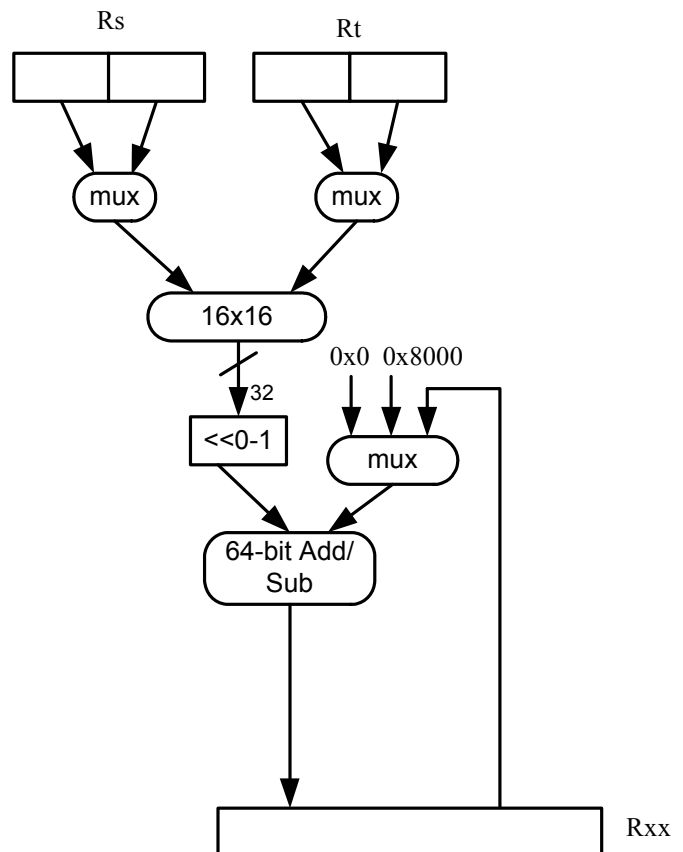 Rs
Rt
mux
mux
16x16
0x0 0x8000
32
<<0-1
mux
64-bit Add/
Sub
Rxx